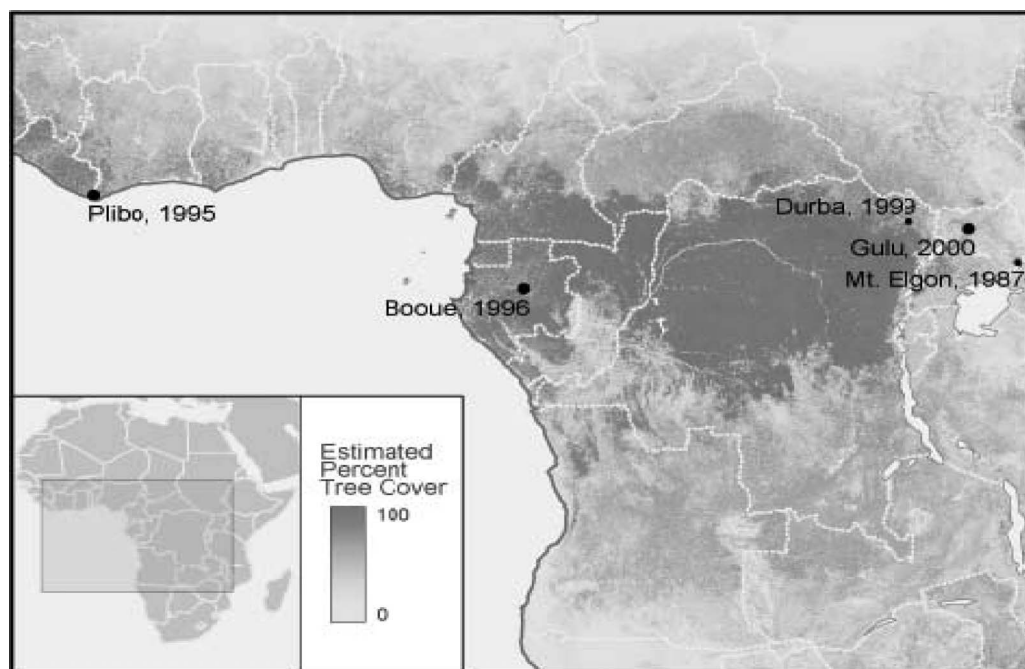 Plibo, 1995
Durba, 1999
Gulu, 2000
Mt. Elgon, 1987
Booue, 1996
Estimated
Percent
Tree Cover
100
0